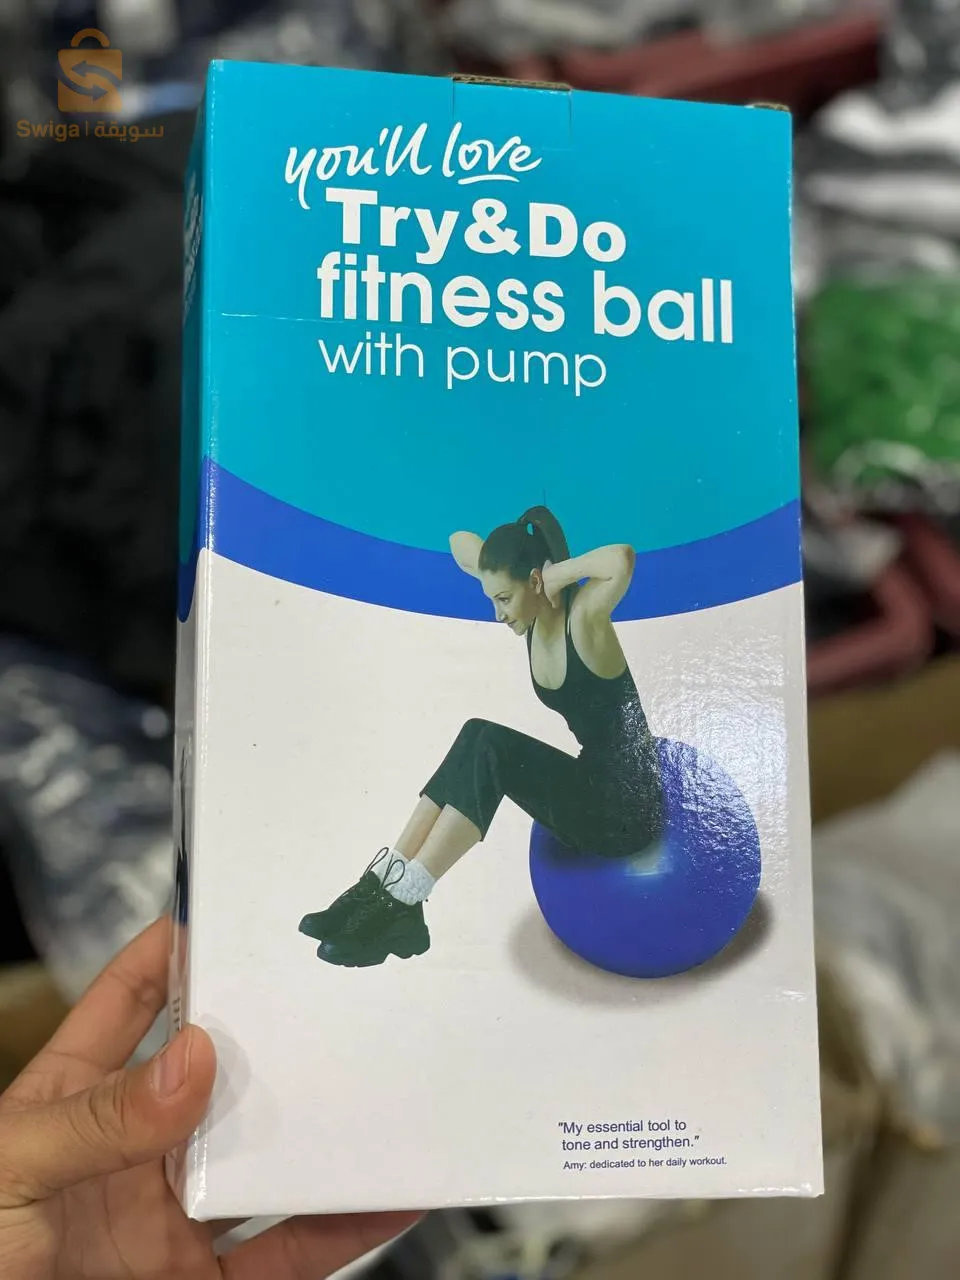 Swiga | سويقة
you'll love
Try&Do
fitness ball
with pump
"My essential tool to
tone and strengthen."
Amy: dedicated to her daily workout.